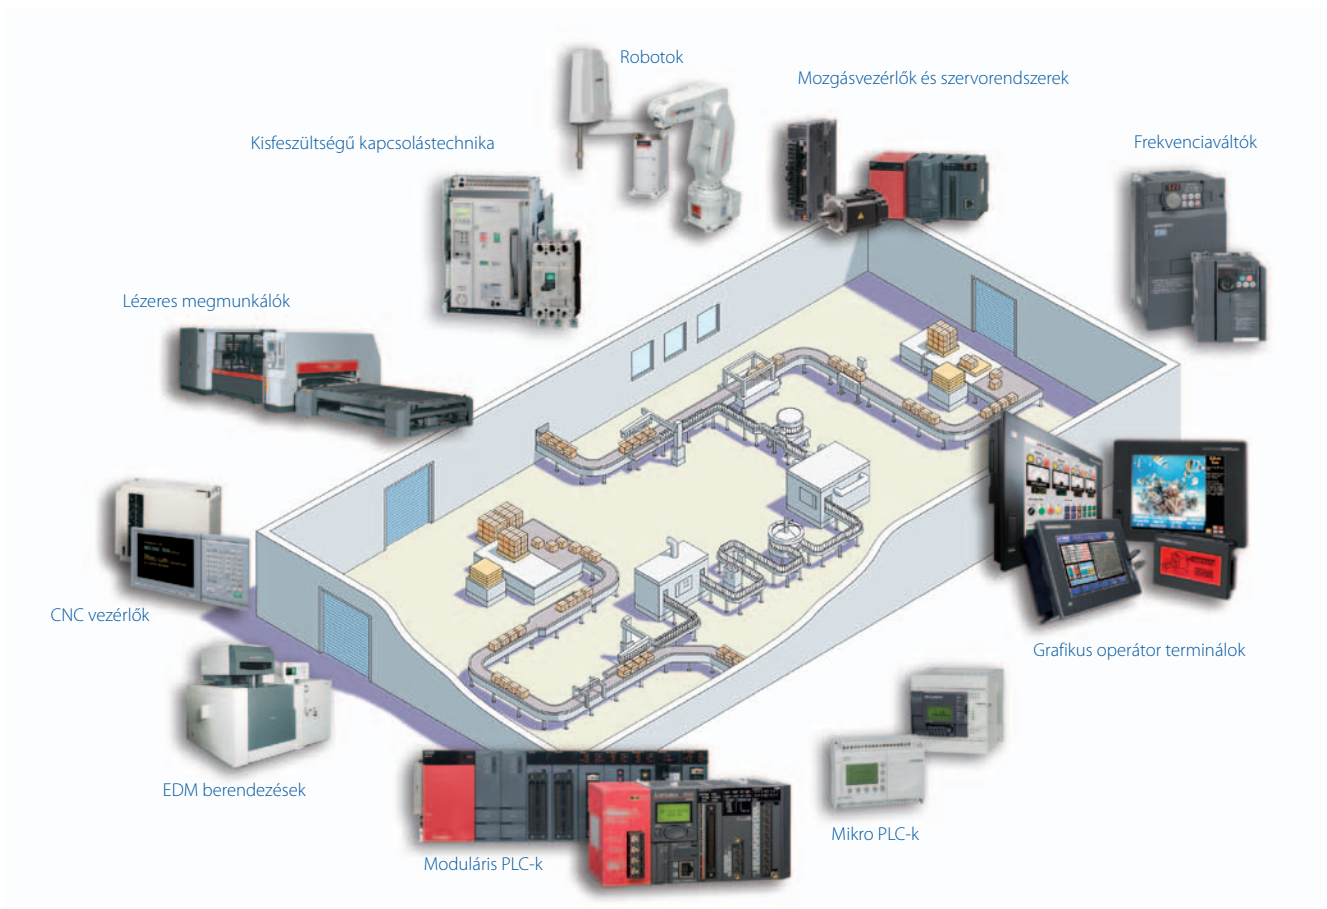 Robotok
Mozgásvezérlők és szervorendszerek
Kisfeszültségű kapcsolástechnika
Frekvenciaváltók
Lézeres megmunkálók
CNC vezérlők
Grafikus operátor terminálok
EDM berendezések
Mikro PLC-k
Moduláris PLC-k